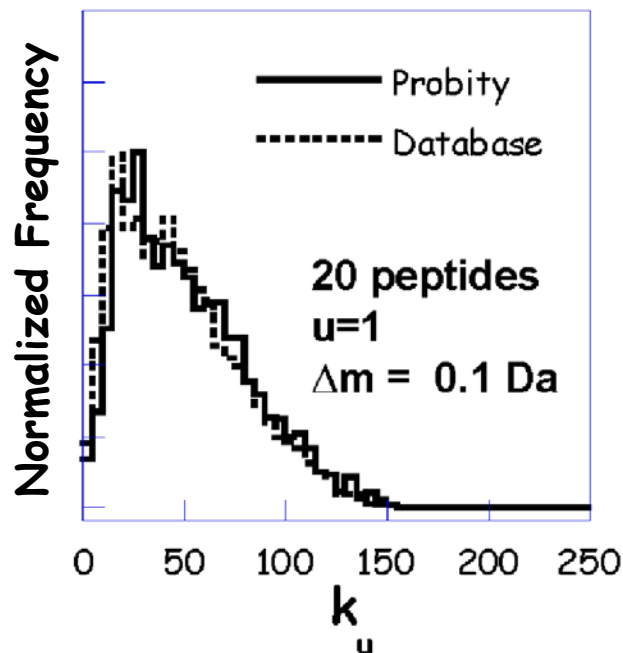 Normalized Frequency
Probity
Database
20 peptides
u=1
Δm = 0.1 Da
0 50 100 150 200 250
k
u